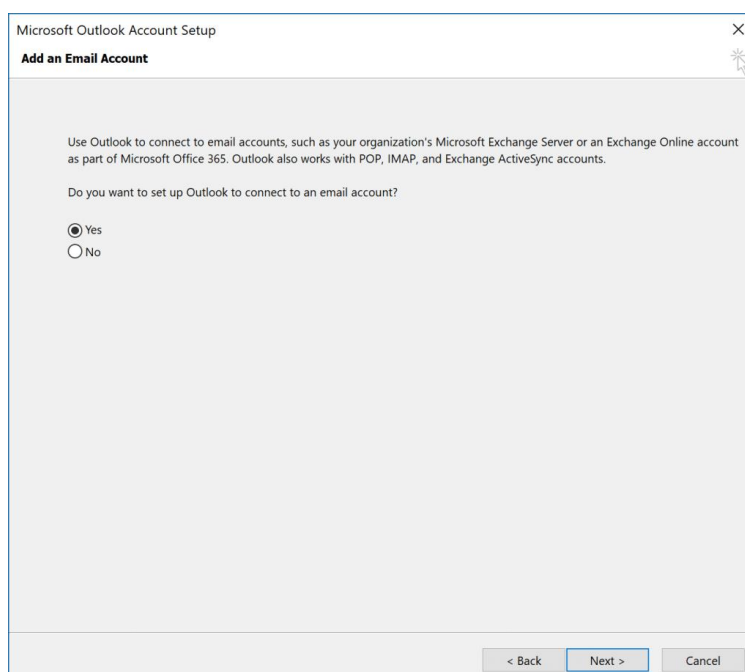 Microsoft Outlook Account Setup
Add an Email Account
Use Outlook to connect to email accounts, such as your organization's Microsoft Exchange Server or an Exchange Online account
as part of Microsoft Office 365. Outlook also works with POP, IMAP, and Exchange ActiveSync accounts.
Do you want to set up Outlook to connect to an email account?
Yes
No
< Back Next > Cancel